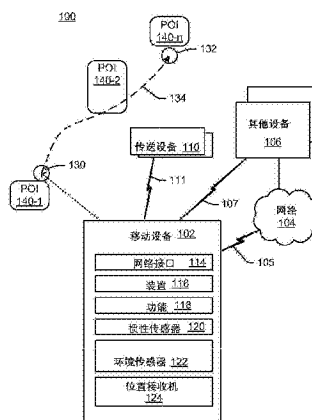 100
POI
140-n
132
POI
140-2
134
130
POI
140-1
传送设备 110
其他设备
106
111
107
网络
104
105
移动设备 102
网络接口 114
装置 116
功能 118
惯性传感器 120
环境传感器
122
位置接收机
124